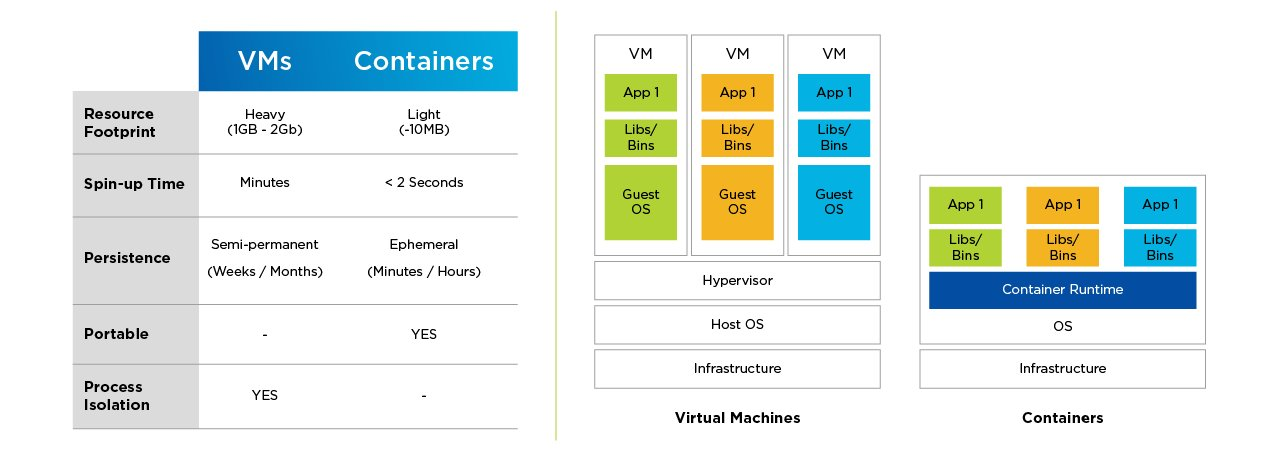 VMs Containers
Resource Footprint
Heavy (1GB - 2Gb)
Light (-10MB)
Spin-up Time
Minutes
< 2 Seconds
Persistence
Semi-permanent
(Weeks / Months)
Ephemeral
(Minutes / Hours)
Portable
-
YES
Process Isolation
YES
-
VM
VM
VM
App 1
App 1
App 1
Libs/
Bins
Libs/
Bins
Libs/
Bins
Guest
OS
Guest
OS
Guest
OS
Hypervisor
Host OS
Infrastructure
Virtual Machines
App 1
App 1
App 1
Libs/
Bins
Libs/
Bins
Libs/
Bins
Container Runtime
OS
Infrastructure
Containers